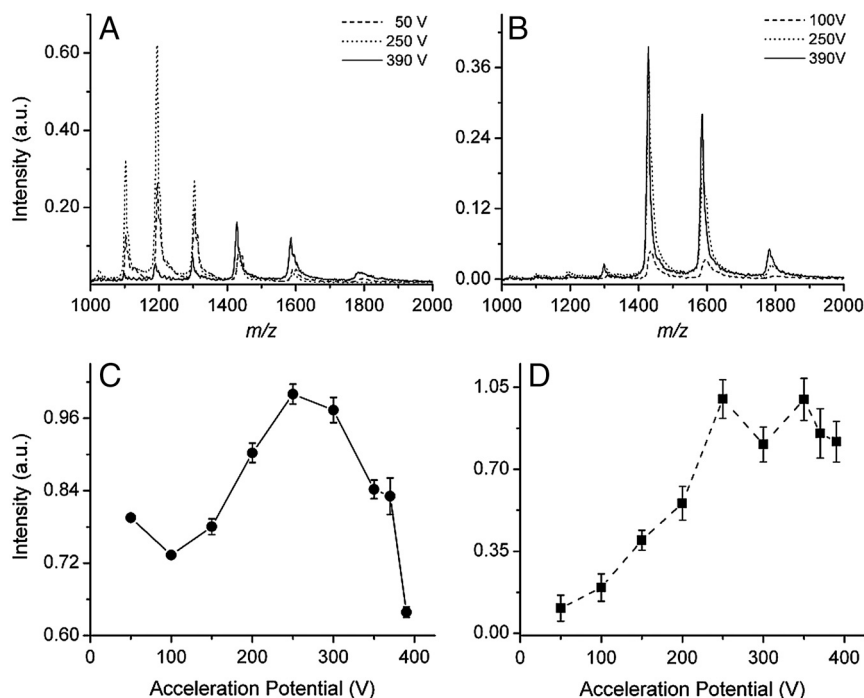 A
50 V
250 V
390 V
0.60
0.40
0.20
1000 1200 1400 1600 1800 2000
m/z
Intensity (a.u.)
B
100V
250V
390V
0.36
0.24
0.12
0.00
1000 1200 1400 1600 1800 2000
m/z
C
0.96
0.84
0.72
0.60
0 100 200 300 400
Acceleration Potential (V)
Intensity (a.u.)
D
1.05
0.70
0.35
0.00
0 100 200 300 400
Acceleration Potential (V)